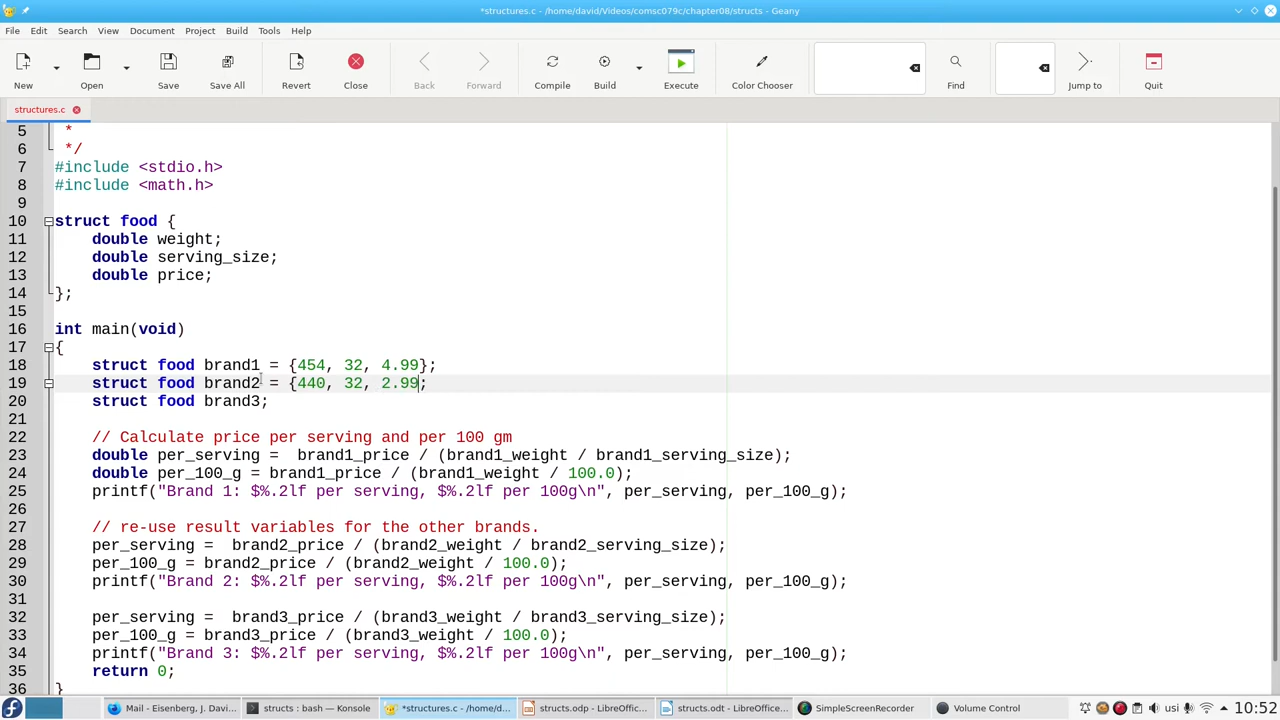 *structures.c - /home/david/Videos/comsc079c/chapter08/structs - Geany
File Edit Search View Document Project Build Tools Help
New Open Save Save All Revert Close Back Forward Compile Build Execute Color Chooser Find Jump to Quit
structures.c
5 *
6 */
7 #include <stdio.h>
8 #include <math.h>
9
10 struct food {
11 double weight;
12 double serving_size;
13 double price;
14 };
15
16 int main(void)
17 {
18 struct food brand1 = {454, 32, 4.99};
19 struct food brand2 = {440, 32, 2.99;
20 struct food brand3;
21
22 // Calculate price per serving and per 100 gm
23 double per_serving =  brand1_price / (brand1_weight / brand1_serving_size);
24 double per_100_g = brand1_price / (brand1_weight / 100.0);
25 printf("Brand 1: $%.2lf per serving, $%.2lf per 100g\n", per_serving, per_100_g);
26
27 // re-use result variables for the other brands.
28 per_serving =  brand2_price / (brand2_weight / brand2_serving_size);
29 per_100_g = brand2_price / (brand2_weight / 100.0);
30 printf("Brand 2: $%.2lf per serving, $%.2lf per 100g\n", per_serving, per_100_g);
31
32 per_serving =  brand3_price / (brand3_weight / brand3_serving_size);
33 per_100_g = brand3_price / (brand3_weight / 100.0);
34 printf("Brand 3: $%.2lf per serving, $%.2lf per 100g\n", per_serving, per_100_g);
35 return 0;
36 }
Mail - Eisenberg, J. David... structs : bash — Konsole *structures.c - /home/d... structs.odp - LibreOffice... structs.odt - LibreOffice... SimpleScreenRecorder Volume Control usi 10:52